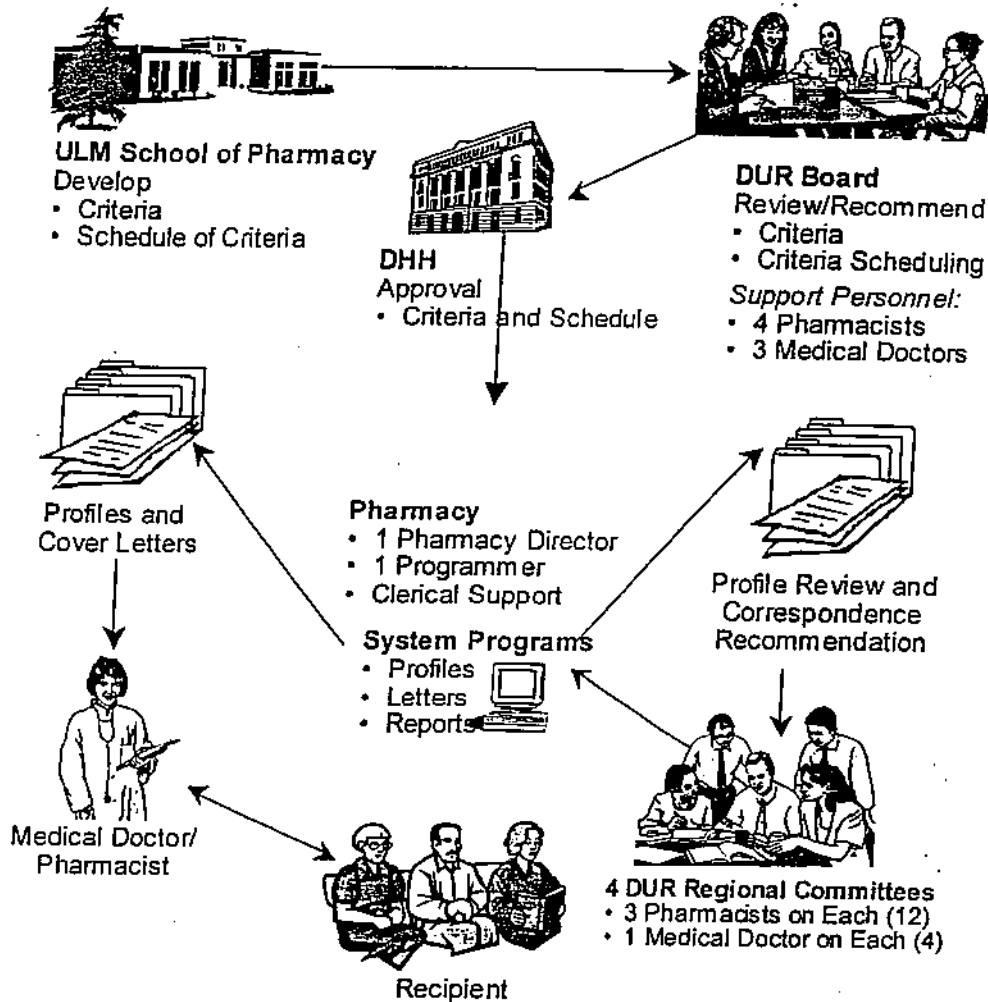 ULM School of Pharmacy
Develop
• Criteria
• Schedule of Criteria
DUR Board
Review/Recommend
• Criteria
• Criteria Scheduling
Support Personnel:
• 4 Pharmacists
• 3 Medical Doctors
DHH
Approval
• Criteria and Schedule
Profiles and
Cover Letters
Pharmacy
• 1 Pharmacy Director
• 1 Programmer
• Clerical Support
System Programs
• Profiles
• Letters
• Reports
Profile Review and
Correspondence
Recommendation
Medical Doctor/
Pharmacist
4 DUR Regional Committees
• 3 Pharmacists on Each (12)
• 1 Medical Doctor on Each (4)
Recipient